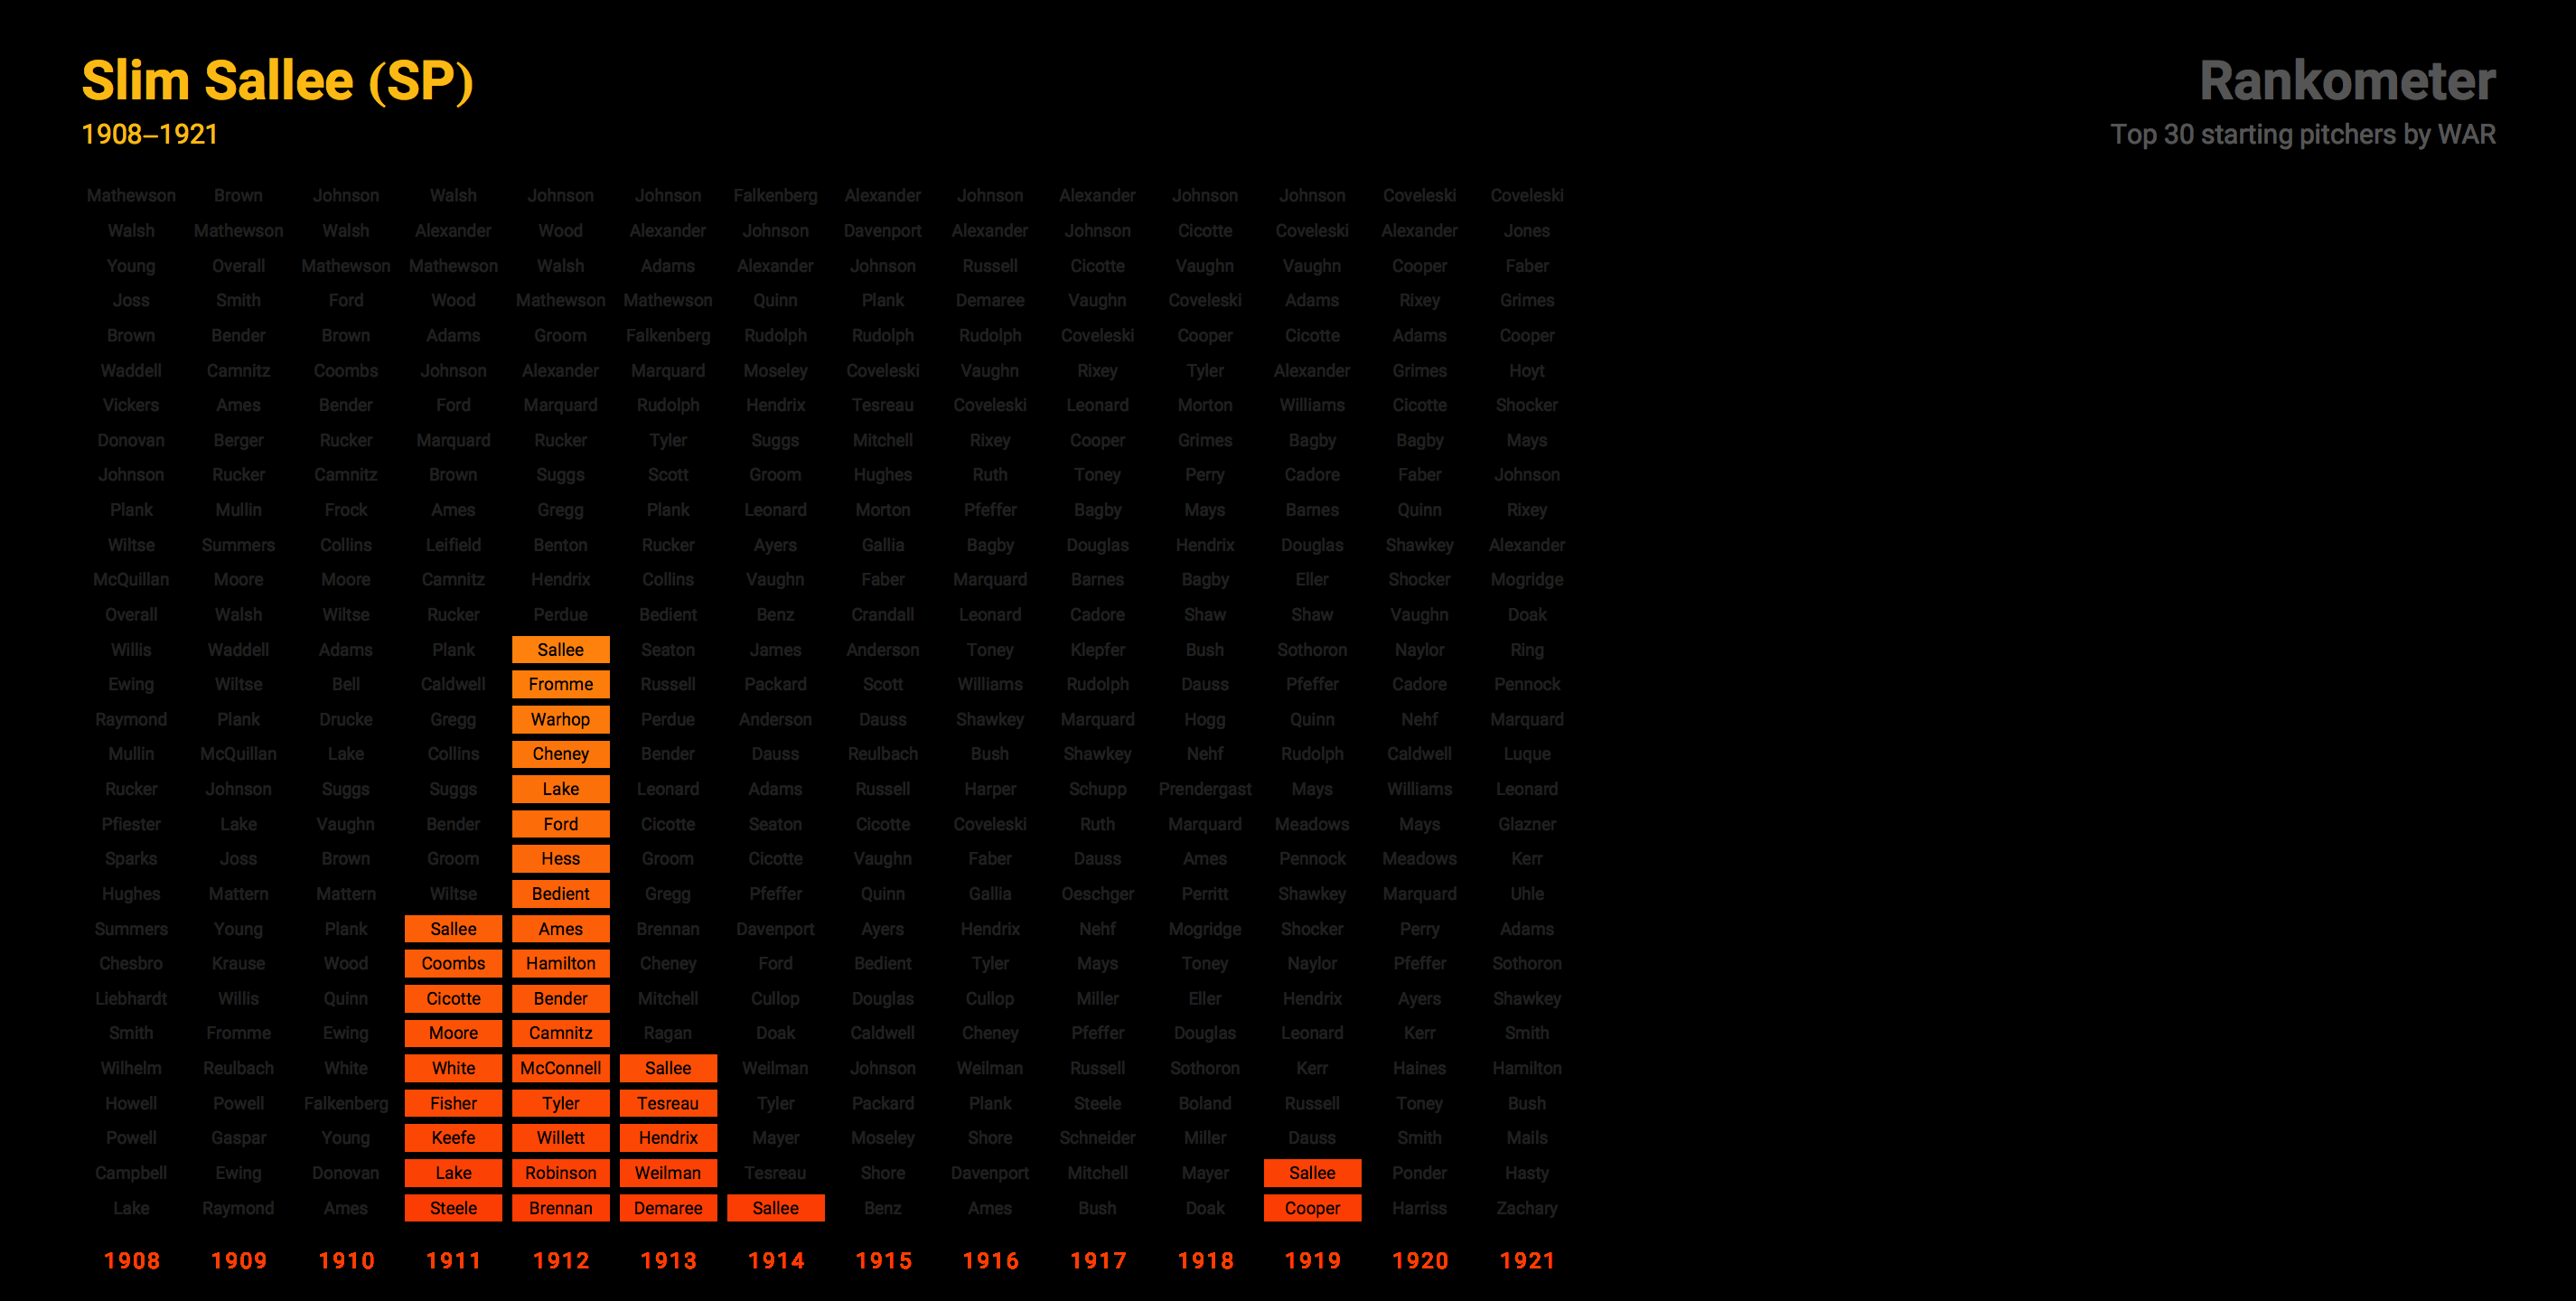 Slim Sallee (SP)
1908–1921
Rankometer
Top 30 starting pitchers by WAR
Mathewson Brown Johnson Walsh Johnson Johnson Falkenberg Alexander Johnson Alexander Johnson Johnson Coveleski Coveleski
Walsh Mathewson Walsh Alexander Wood Alexander Johnson Davenport Alexander Johnson Cicotte Coveleski Alexander Jones
Young Overall Mathewson Mathewson Walsh Adams Alexander Johnson Russell Cicotte Vaughn Vaughn Cooper Faber
Joss Smith Ford Wood Mathewson Mathewson Quinn Plank Demaree Vaughn Coveleski Adams Rixey Grimes
Brown Bender Brown Adams Groom Falkenberg Rudolph Rudolph Rudolph Coveleski Cooper Cicotte Adams Cooper
Waddell Camnitz Coombs Johnson Alexander Marquard Moseley Coveleski Vaughn Rixey Tyler Alexander Grimes Hoyt
Vickers Ames Bender Ford Marquard Rudolph Hendrix Tesreau Coveleski Leonard Morton Williams Cicotte Shocker
Donovan Berger Rucker Marquard Rucker Tyler Suggs Mitchell Rixey Cooper Grimes Bagby Bagby Mays
Johnson Rucker Camnitz Brown Suggs Scott Groom Hughes Ruth Toney Perry Cadore Faber Johnson
Plank Mullin Frock Ames Gregg Plank Leonard Morton Pfeffer Bagby Mays Barnes Quinn Rixey
Wiltse Summers Collins Leifield Benton Rucker Ayers Gallia Bagby Douglas Hendrix Douglas Shawkey Alexander
McQuillan Moore Moore Camnitz Hendrix Collins Vaughn Faber Marquard Barnes Bagby Eller Shocker Mogridge
Overall Walsh Wiltse Rucker Perdue Bedient Benz Crandall Leonard Cadore Shaw Shaw Vaughn Doak
Willis Waddell Adams Plank Sallee Seaton James Anderson Toney Klepfer Bush Sothoron Naylor Ring
Ewing Wiltse Bell Caldwell Fromme Russell Packard Scott Williams Rudolph Dauss Pfeffer Cadore Pennock
Raymond Plank Drucke Gregg Warhop Perdue Anderson Dauss Shawkey Marquard Hogg Quinn Nehf Marquard
Mullin McQuillan Lake Collins Cheney Bender Dauss Reulbach Bush Shawkey Nehf Rudolph Caldwell Luque
Rucker Johnson Suggs Suggs Lake Leonard Adams Russell Harper Schupp Prendergast Mays Williams Leonard
Pfiester Lake Vaughn Bender Ford Cicotte Seaton Cicotte Coveleski Ruth Marquard Meadows Mays Glazner
Sparks Joss Brown Groom Hess Groom Cicotte Vaughn Faber Dauss Ames Pennock Meadows Kerr
Hughes Mattern Mattern Wiltse Bedient Gregg Pfeffer Quinn Gallia Oeschger Perritt Shawkey Marquard Uhle
Summers Young Plank Sallee Ames Brennan Davenport Ayers Hendrix Nehf Mogridge Shocker Perry Adams
Chesbro Krause Wood Coombs Hamilton Cheney Ford Bedient Tyler Mays Toney Naylor Pfeffer Sothoron
Liebhardt Willis Quinn Cicotte Bender Mitchell Cullop Douglas Cullop Miller Eller Hendrix Ayers Shawkey
Smith Fromme Ewing Moore Camnitz Ragan Doak Caldwell Cheney Pfeffer Douglas Leonard Kerr Smith
Wilhelm Reulbach White White McConnell Sallee Weilman Johnson Weilman Russell Sothoron Kerr Haines Hamilton
Howell Powell Falkenberg Fisher Tyler Tesreau Tyler Packard Plank Steele Boland Russell Toney Bush
Powell Gaspar Young Keefe Willett Hendrix Mayer Moseley Shore Schneider Miller Dauss Smith Mails
Campbell Ewing Donovan Lake Robinson Weilman Tesreau Shore Davenport Mitchell Mayer Sallee Ponder Hasty
Lake Raymond Ames Steele Brennan Demaree Sallee Benz Ames Bush Doak Cooper Harriss Zachary
1908 1909 1910 1911 1912 1913 1914 1915 1916 1917 1918 1919 1920 1921